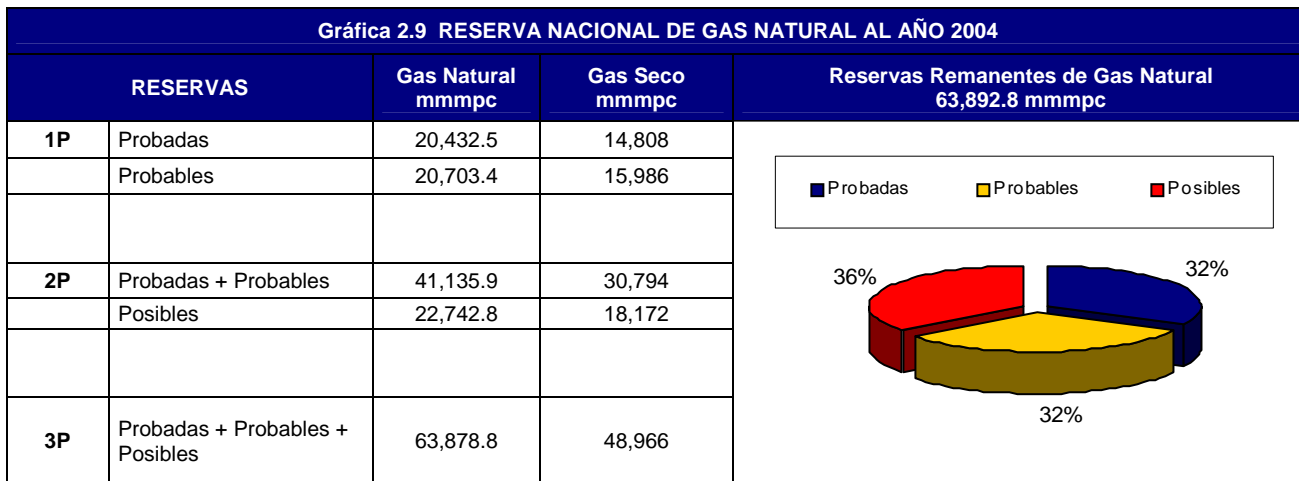 Gráfica 2.9 RESERVA NACIONAL DE GAS NATURAL AL AÑO 2004
RESERVAS
Gas Natural
mmmpc
Gas Seco
mmmpc
Reservas Remanentes de Gas Natural
63,892.8 mmmpc
1P Probadas 20,432.5 14,808
Probables 20,703.4 15,986
2P Probadas + Probables 41,135.9 30,794
Posibles 22,742.8 18,172
3P Probadas + Probables +
Posibles 63,878.8 48,966
Probadas Probables Posibles
36% 32%
32%